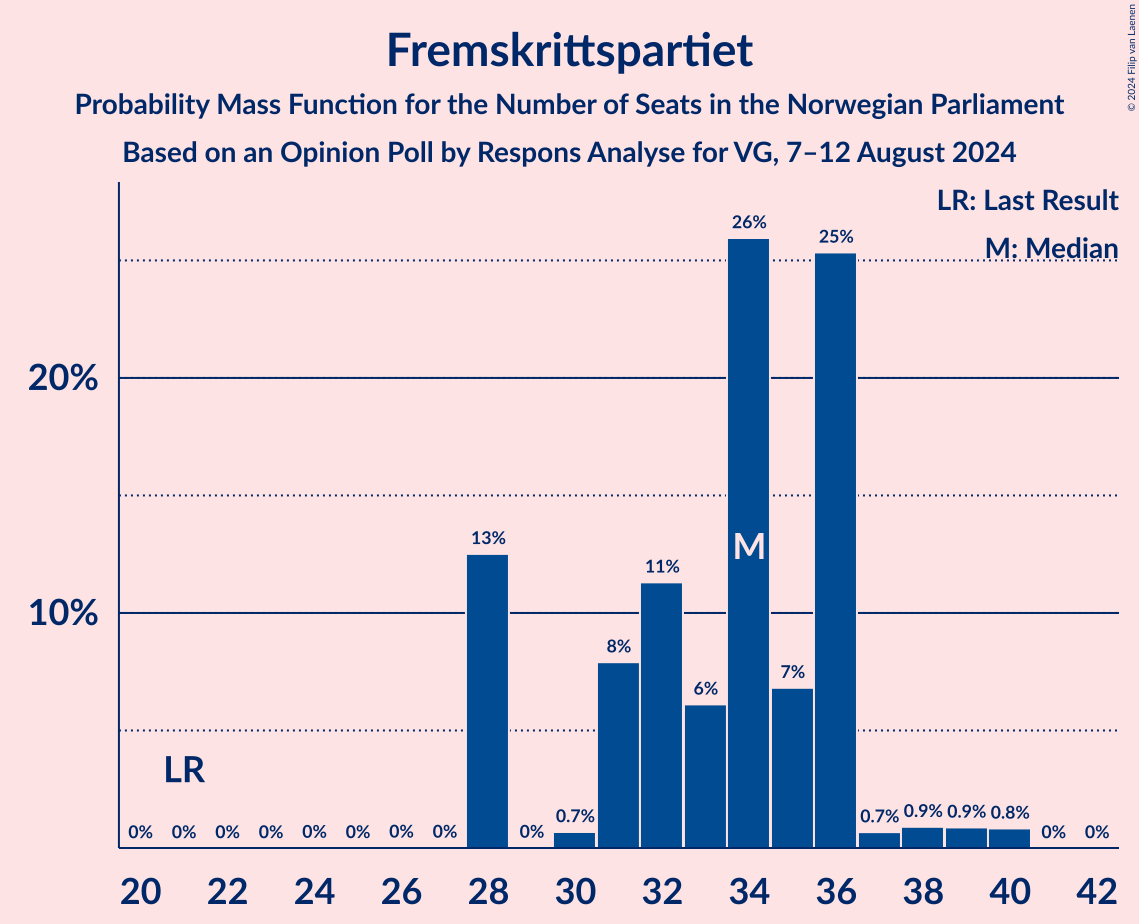 Fremskrittspartiet
Probability Mass Function for the Number of Seats in the Norwegian Parliament
Based on an Opinion Poll by Respons Analyse for VG, 7–12 August 2024
© 2024 Filip van Laenen
LR: Last Result
M: Median
26%
25%
20%
13%
M
11%
10%
8%
7%
6%
LR
0% 0% 0% 0% 0% 0% 0% 0% 0% 0.7% 0.7% 0.9% 0.9% 0.8% 0% 0%
20 22 24 26 28 30 32 34 36 38 40 42